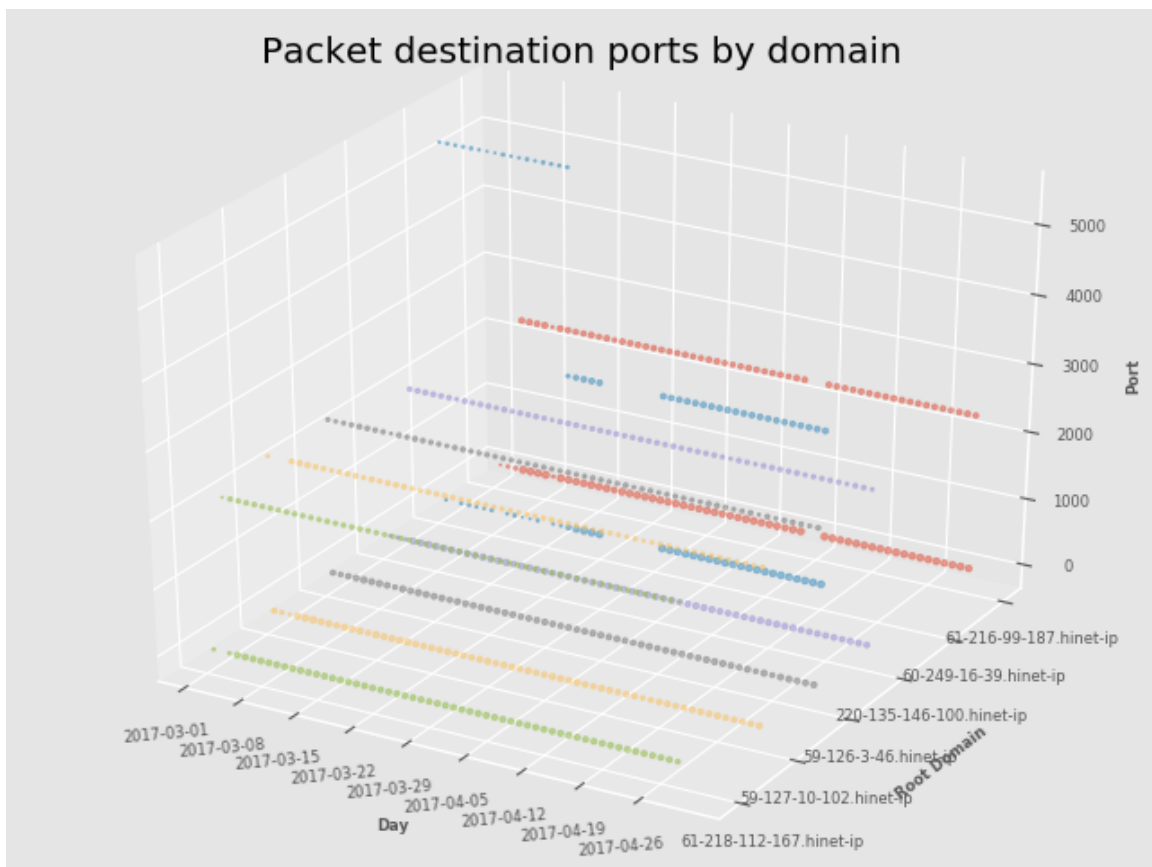 Packet destination ports by domain
5000
4000
3000
2000
1000
0
Port
61-216-99-187.hinet-ip
60-249-16-39.hinet-ip
220-135-146-100.hinet-ip
59-126-3-46.hinet-ip
59-127-10-102.hinet-ip
61-218-112-167.hinet-ip
Root Domain
2017-03-01
2017-03-08
2017-03-15
2017-03-22
2017-03-29
2017-04-05
2017-04-12
2017-04-19
2017-04-26
Day